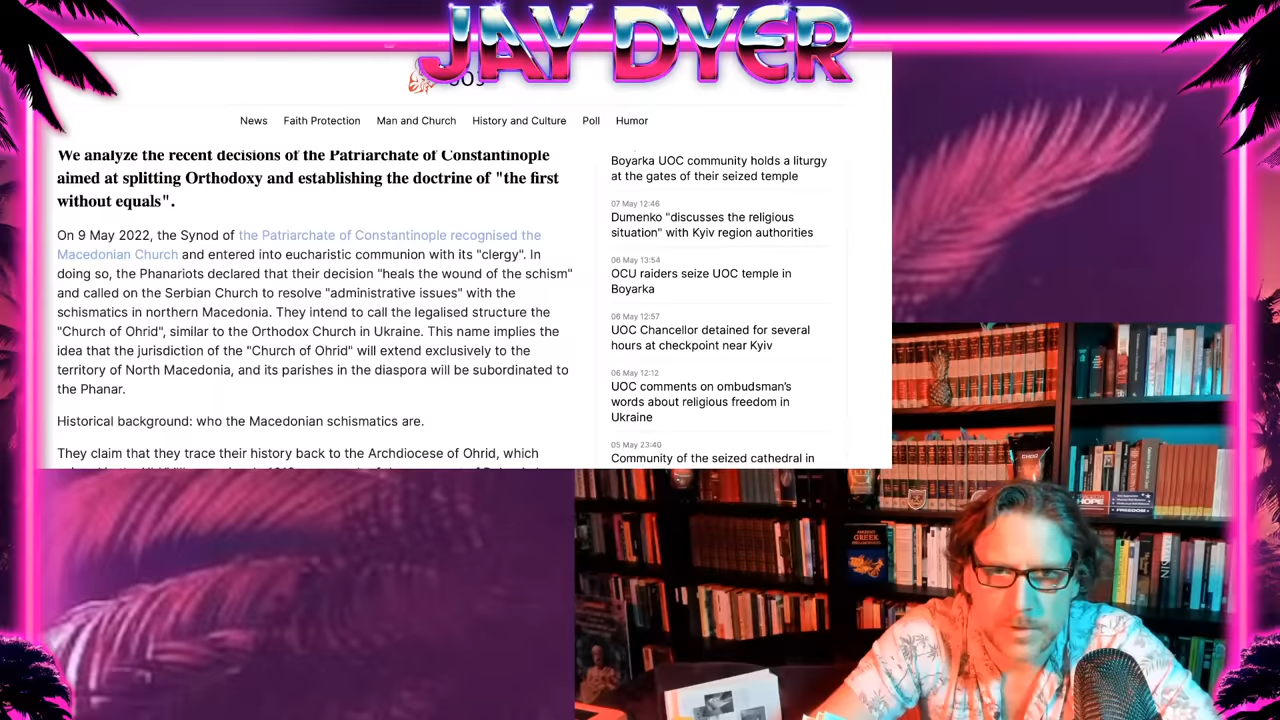 JAY DYER
News Faith Protection Man and Church History and Culture Poll Humor
We analyze the recent decisions of the Patriarchate of Constantinople
aimed at splitting Orthodoxy and establishing the doctrine of "the first
without equals".
On 9 May 2022, the Synod of the Patriarchate of Constantinople recognised the
Macedonian Church and entered into eucharistic communion with its "clergy". In
doing so, the Phanariots declared that their decision "heals the wound of the schism"
and called on the Serbian Church to resolve "administrative issues" with the
schismatics in northern Macedonia. They intend to call the legalised structure the
"Church of Ohrid", similar to the Orthodox Church in Ukraine. This name implies the
idea that the jurisdiction of the "Church of Ohrid" will extend exclusively to the
territory of North Macedonia, and its parishes in the diaspora will be subordinated to
the Phanar.
Historical background: who the Macedonian schismatics are.
They claim that they trace their history back to the Archdiocese of Ohrid, which
Boyarka UOC community holds a liturgy
at the gates of their seized temple
07 May 12:46
Dumenko "discusses the religious
situation" with Kyiv region authorities
06 May 13:54
OCU raiders seize UOC temple in
Boyarka
06 May 12:57
UOC Chancellor detained for several
hours at checkpoint near Kyiv
06 May 12:12
UOC comments on ombudsman's
words about religious freedom in
Ukraine
05 May 23:40
Community of the seized cathedral in
CHOQ
ANCIENT
GREEK
PHILOSOPHERS
HOPE
FREEDOM